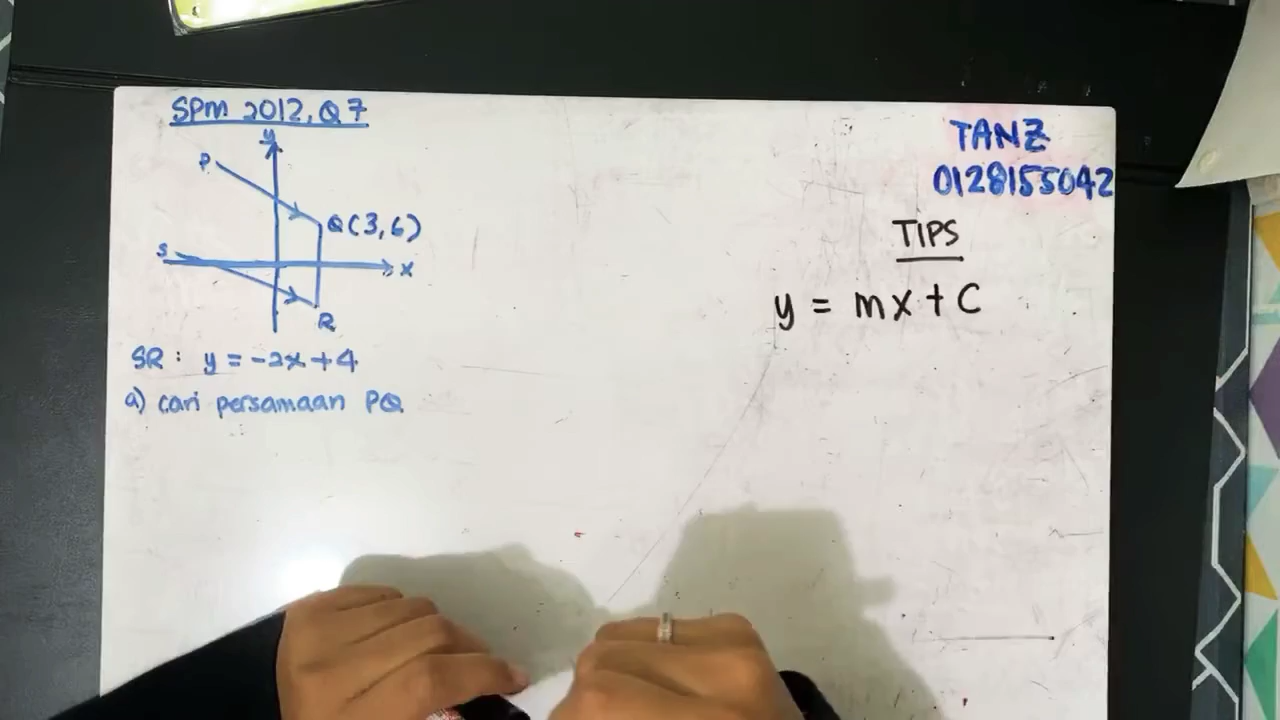 SPM 2012, Q7
y
P
Q(3,6)
S
x
R
SR : y = -2x + 4
a) cari persamaan PQ
TANZ
0128155042
TIPS
y = mx + c